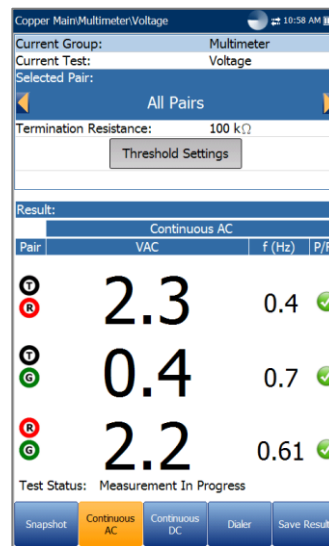 Copper Main\Multimeter\Voltage 10:58 AM
Current Group: Multimeter
Current Test: Voltage
Selected Pair:
All Pairs
Termination Resistance: 100 kΩ
Threshold Settings
Result:
Continuous AC
Pair VAC f (Hz) P/F
T
R
2.3 0.4
T
G
0.4 0.7
R
G
2.2 0.61
Test Status: Measurement In Progress
Snapshot Continuous AC Continuous DC Dialer Save Result